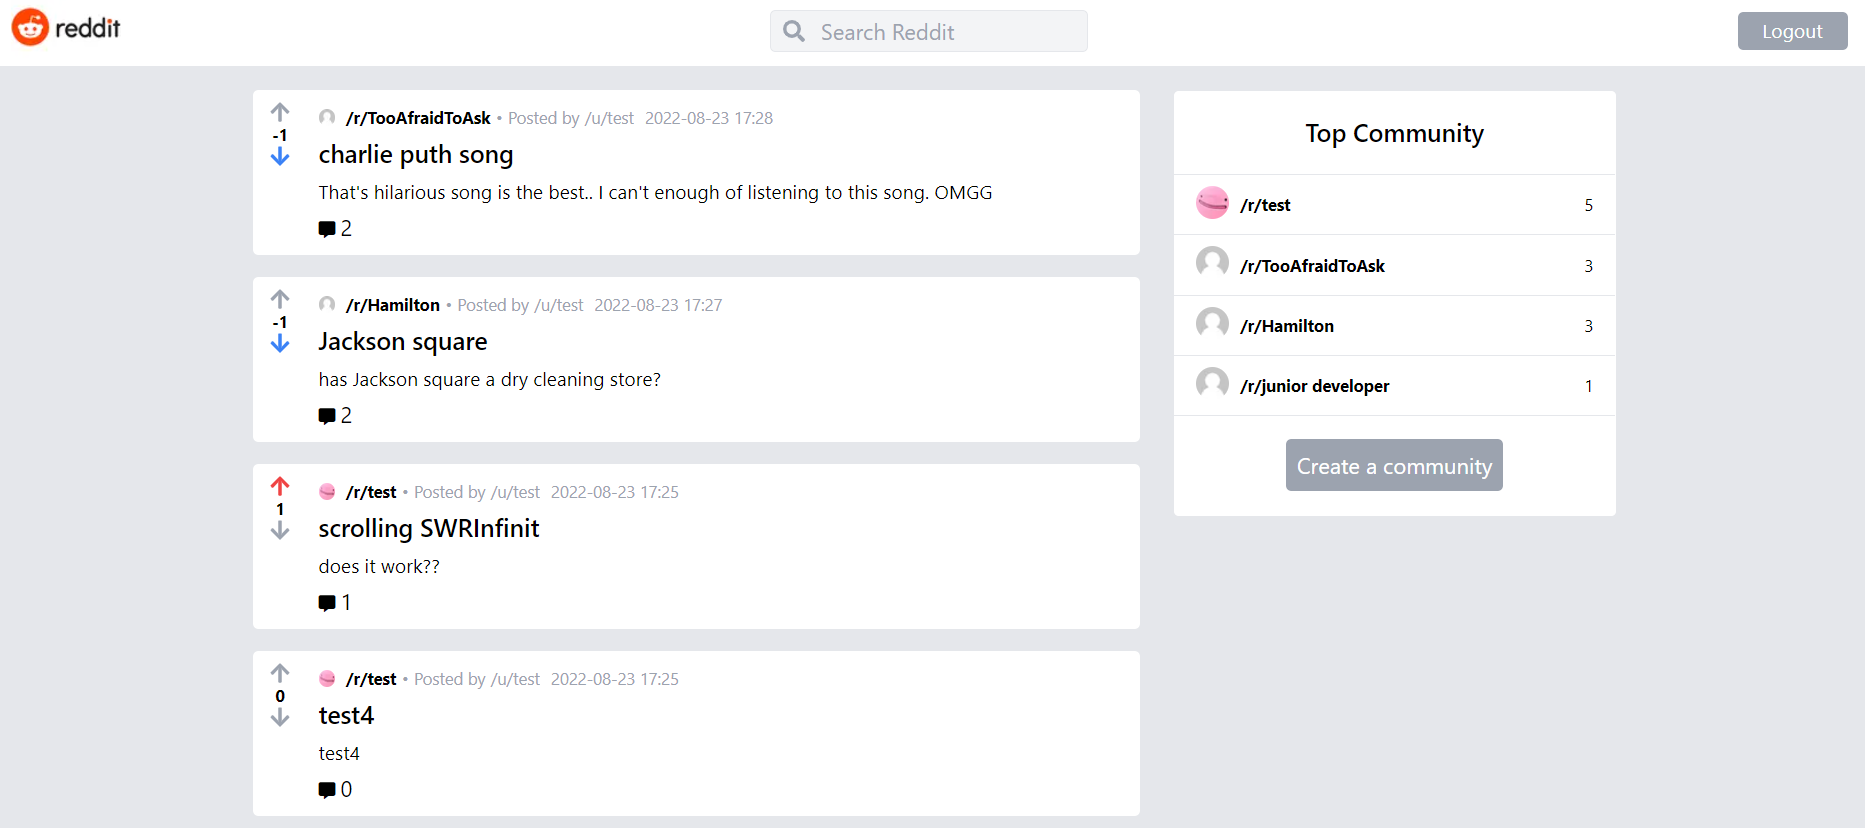 reddit
Search Reddit
Logout
/r/TooAfraidToAsk • Posted by /u/test 2022-08-23 17:28
-1
charlie puth song
That's hilarious song is the best.. I can't enough of listening to this song. OMGG
2
/r/Hamilton • Posted by /u/test 2022-08-23 17:27
-1
Jackson square
has Jackson square a dry cleaning store?
2
/r/test • Posted by /u/test 2022-08-23 17:25
1
scrolling SWRInfinit
does it work??
1
/r/test • Posted by /u/test 2022-08-23 17:25
0
test4
test4
0
Top Community
/r/test 5
/r/TooAfraidToAsk 3
/r/Hamilton 3
/r/junior developer 1
Create a community